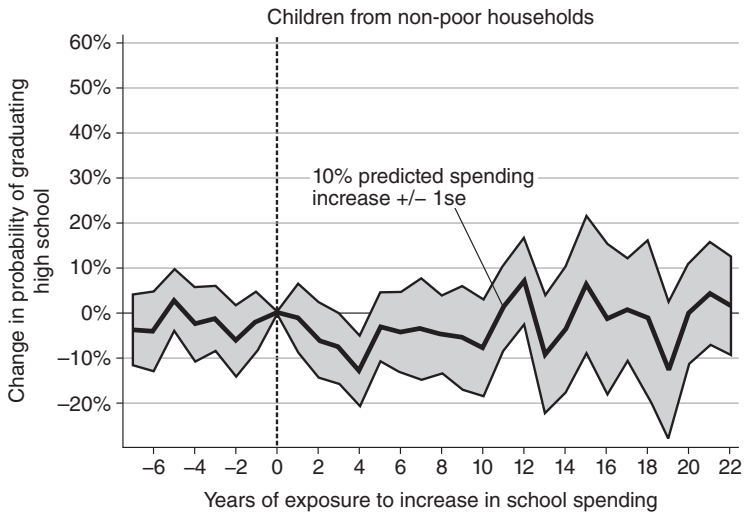 Children from non-poor households
Change in probability of graduating
high school
60%
50%
40%
30%
20%
10%
0%
–10%
–20%
10% predicted spending
increase +/– 1se
–6 –4 –2 0 2 4 6 8 10 12 14 16 18 20 22
Years of exposure to increase in school spending